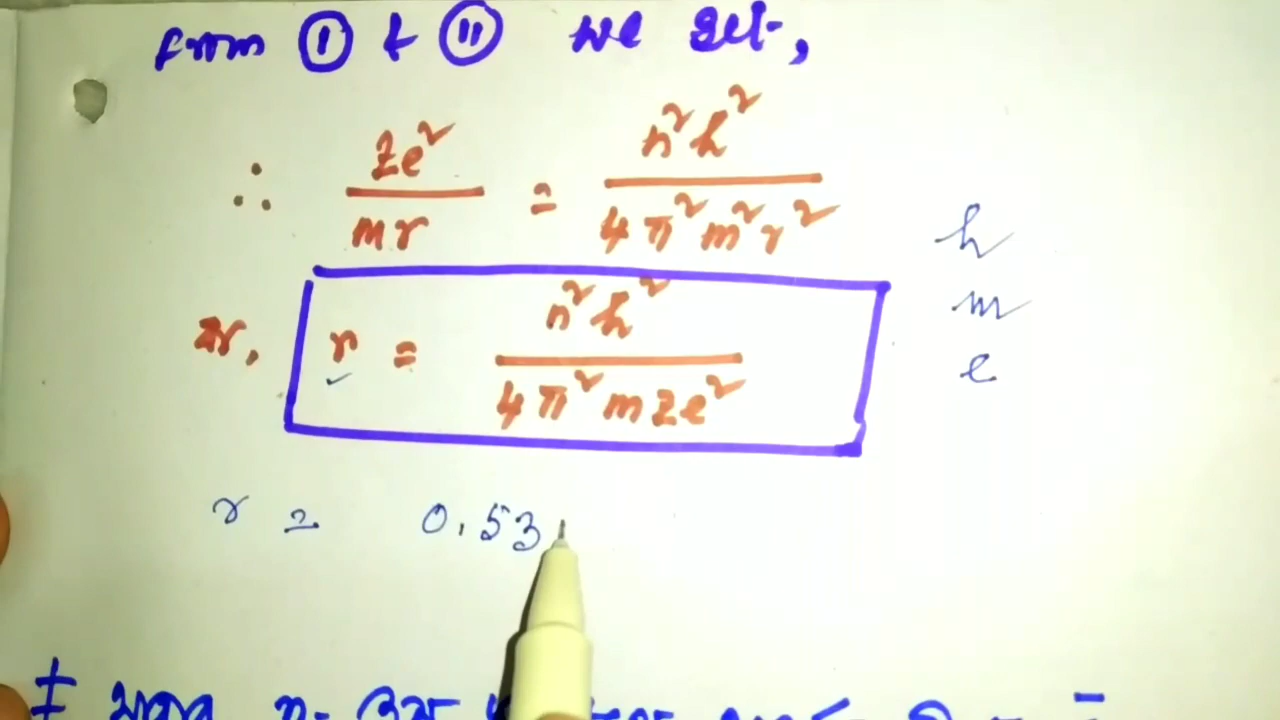 from ① & ⑪ we get,
∴ ze² / mr = n²h² / 4π²m²r²
or, r = n²h² / 4π²mze²
h
m
e
r = 0.53